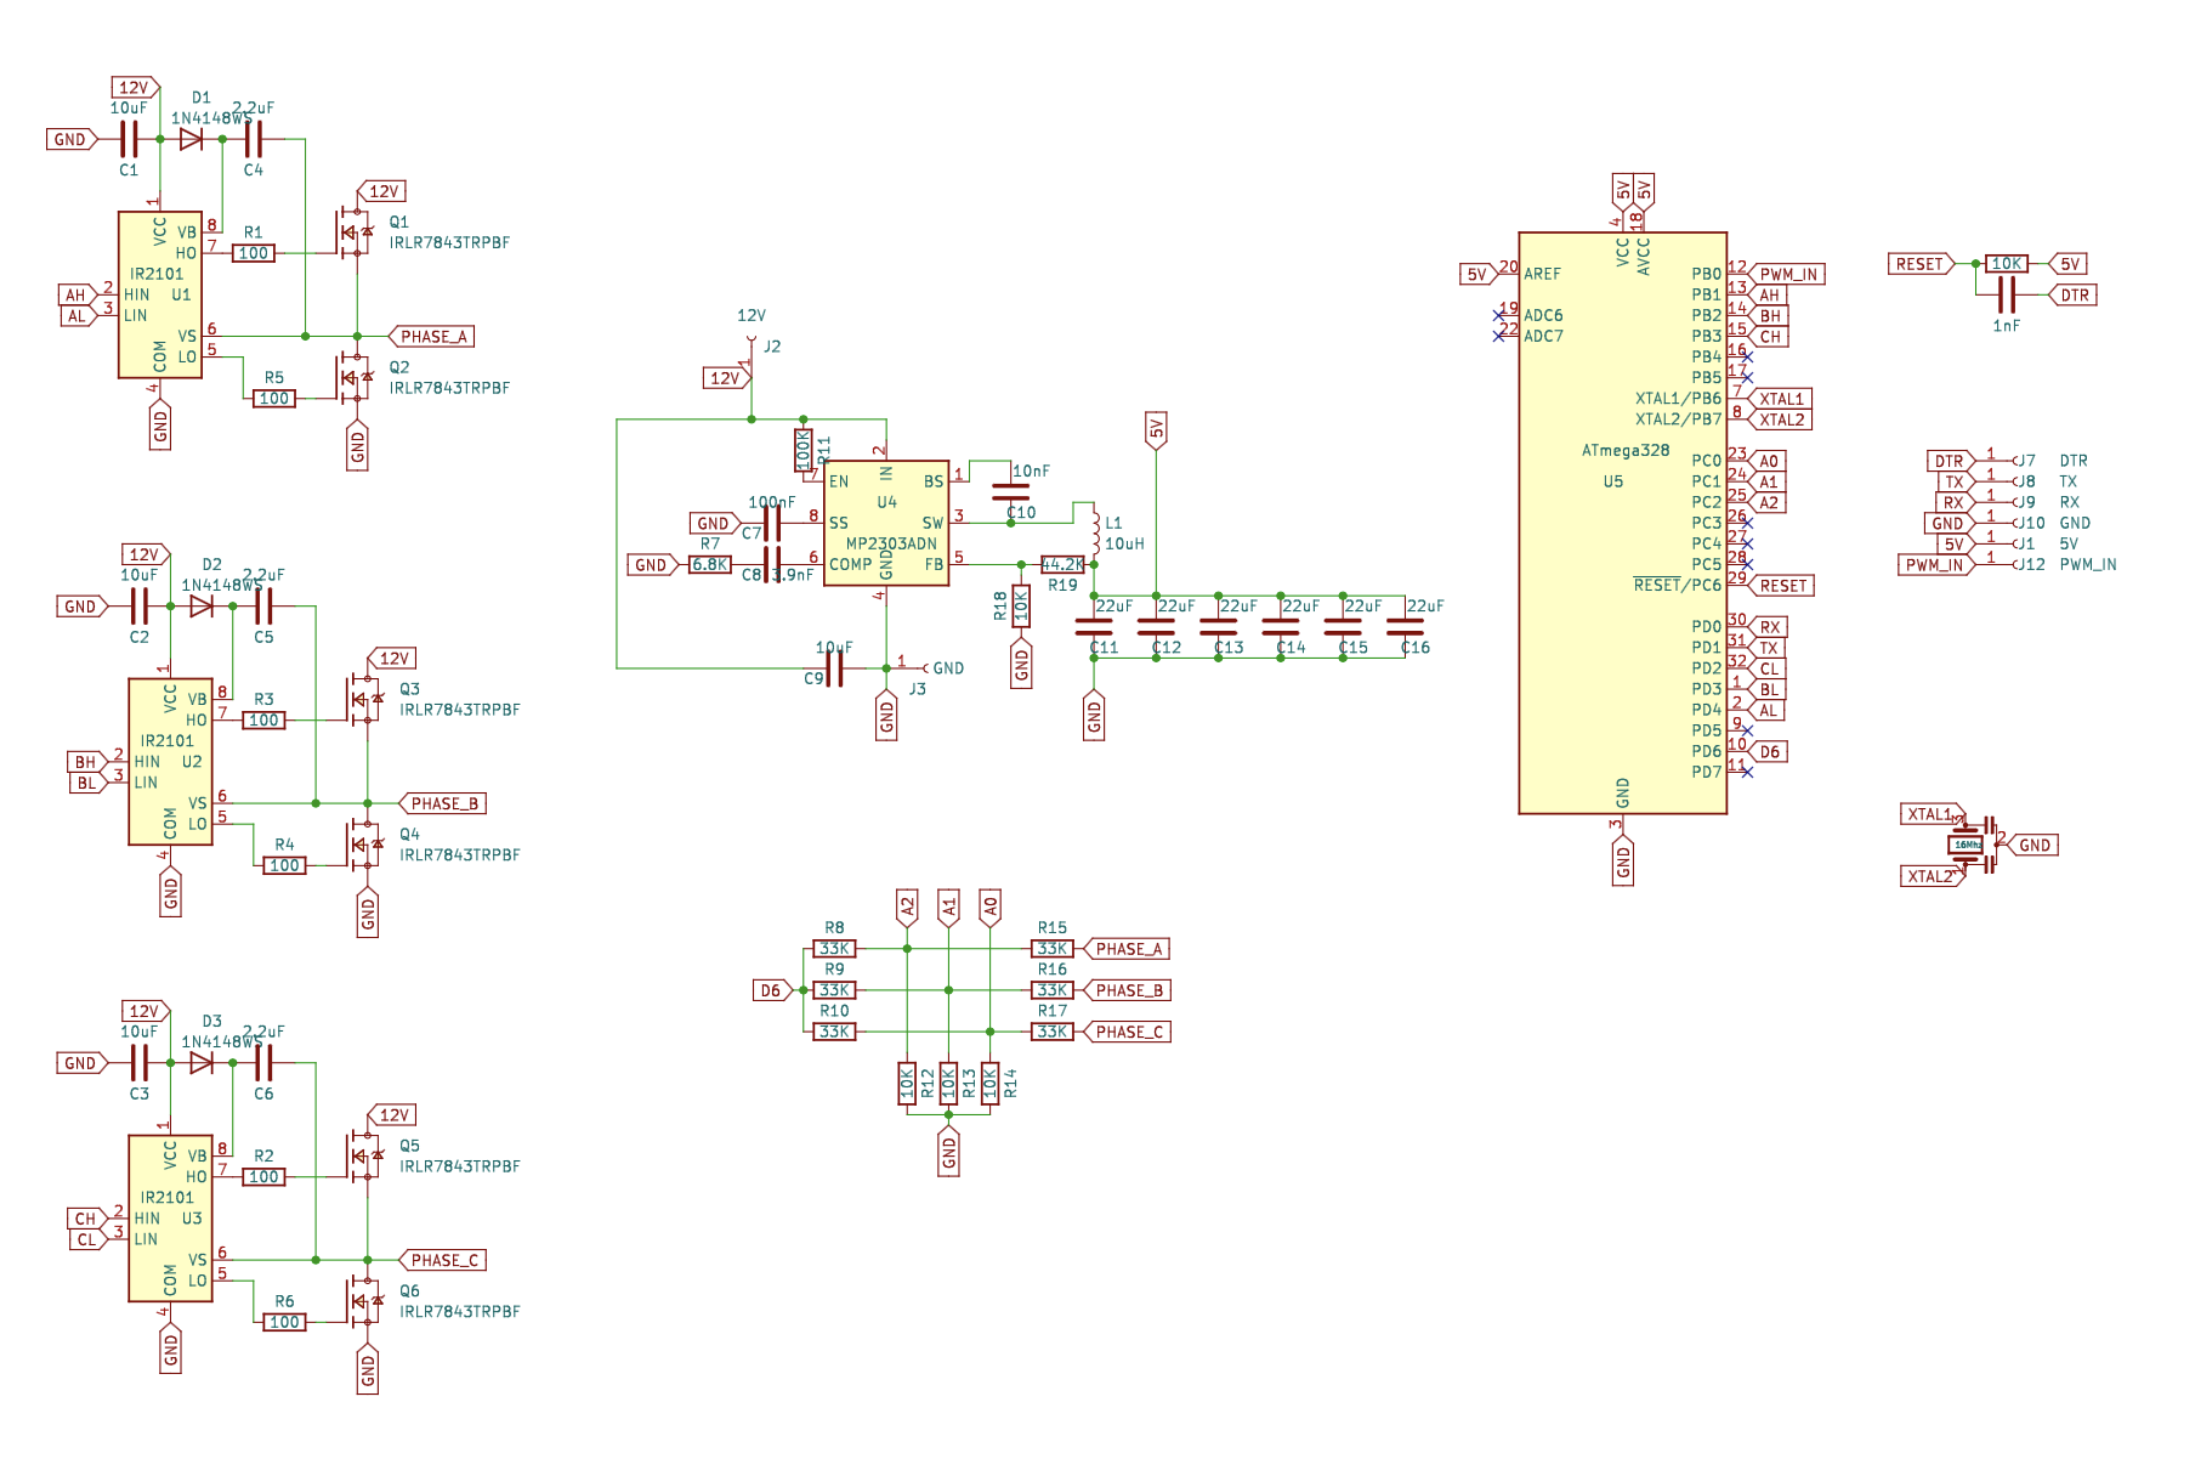 12V
10uF
D1
1N4148WS
2.2uF
GND
C1
C4
12V
1
VCC
VB
8
HO
7
R1
100
Q1
IRLR7843TRPBF
IR2101
U1
AH
2
HIN
AL
3
LIN
VS
6
PHASE_A
LO
5
COM
4
R5
100
Q2
IRLR7843TRPBF
GND
GND
12V
10uF
D2
1N4148WS
2.2uF
GND
C2
C5
12V
1
VCC
VB
8
HO
7
R3
100
Q3
IRLR7843TRPBF
IR2101
U2
BH
2
HIN
BL
3
LIN
VS
6
PHASE_B
LO
5
COM
4
R4
100
Q4
IRLR7843TRPBF
GND
GND
12V
10uF
D3
1N4148WS
2.2uF
GND
C3
C6
12V
1
VCC
VB
8
HO
7
R2
100
Q5
IRLR7843TRPBF
IR2101
U3
CH
2
HIN
CL
3
LIN
VS
6
PHASE_C
LO
5
COM
4
R6
100
Q6
IRLR7843TRPBF
GND
GND
12V
J2
1
12V
100K
R11
2
IN
7
EN
BS
1
10nF
C10
U4
100nF
GND
C7
8
SS
SW
3
L1
10uH
MP2303ADN
R7
GND
6.8K
C8
3.9nF
6
COMP
GND
4
FB
5
44.2K
R19
R18
10K
GND
5V
22uF
22uF
22uF
22uF
22uF
22uF
C11
C12
C13
C14
C15
C16
GND
10uF
C9
1
GND
J3
GND
A2
A1
A0
R8
33K
R15
33K
PHASE_A
R9
D6
33K
R16
33K
PHASE_B
R10
33K
R17
33K
PHASE_C
10K
R12
10K
R13
10K
R14
GND
5V
5V
4
18
VCC
AVCC
5V
20
AREF
19
ADC6
22
ADC7
PB0
12
PWM_IN
PB1
13
AH
PB2
14
BH
PB3
15
CH
PB4
16
PB5
17
XTAL1/PB6
7
XTAL1
XTAL2/PB7
8
XTAL2
ATmega328
U5
PC0
23
A0
PC1
24
A1
PC2
25
A2
PC3
26
PC4
27
PC5
28
RESET/PC6
29
RESET
PD0
30
RX
PD1
31
TX
PD2
32
CL
PD3
1
BL
PD4
2
AL
PD5
9
PD6
10
D6
PD7
11
GND
3
GND
RESET
10K
5V
DTR
1nF
DTR
1
J7
DTR
TX
1
J8
TX
RX
1
J9
RX
GND
1
J10
GND
5V
1
J1
5V
PWM_IN
1
J12
PWM_IN
XTAL1
3
16Mhz
2
GND
XTAL2
1